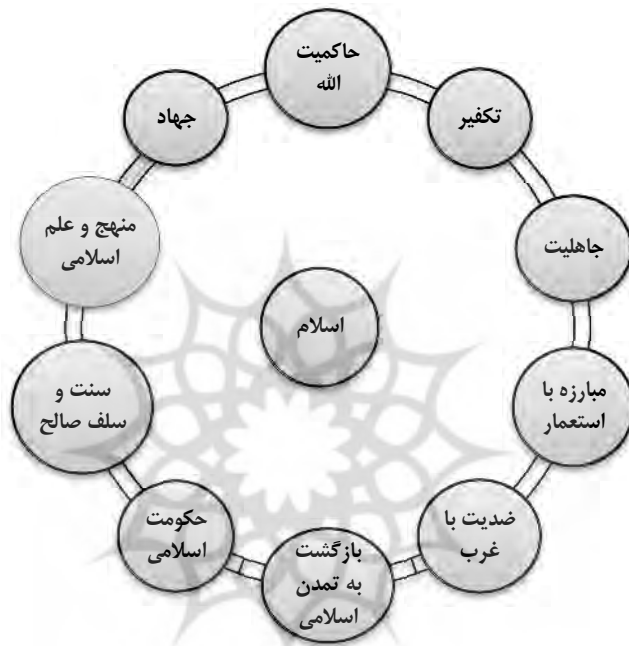 حاکمیت
الله
تکفیر
جاهلیت
مبارزه با
استعمار
ضدیت با
غرب
بازگشت
به تمدن
اسلامی
حکومت
اسلامی
سنت و
سلف صالح
منهج و علم
اسلامی
جهاد
اسلام